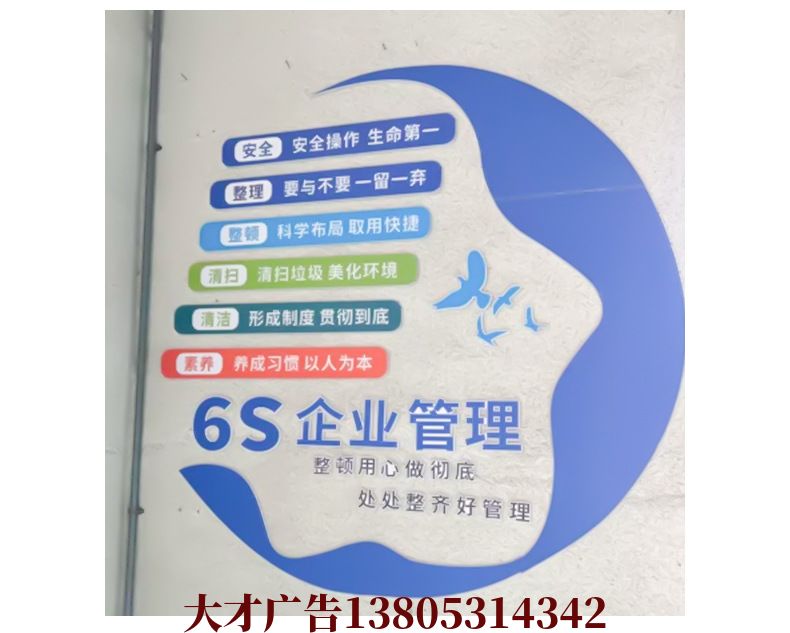 安全 安全操作 生命第一
整理 要与不要 一留一弃
整顿 科学布局 取用快捷
清扫 清扫垃圾 美化环境
清洁 形成制度 贯彻到底
素养 养成习惯 以人为本
6S企业管理
整顿用心做彻底
处处整齐好管理
大才广告13805314342